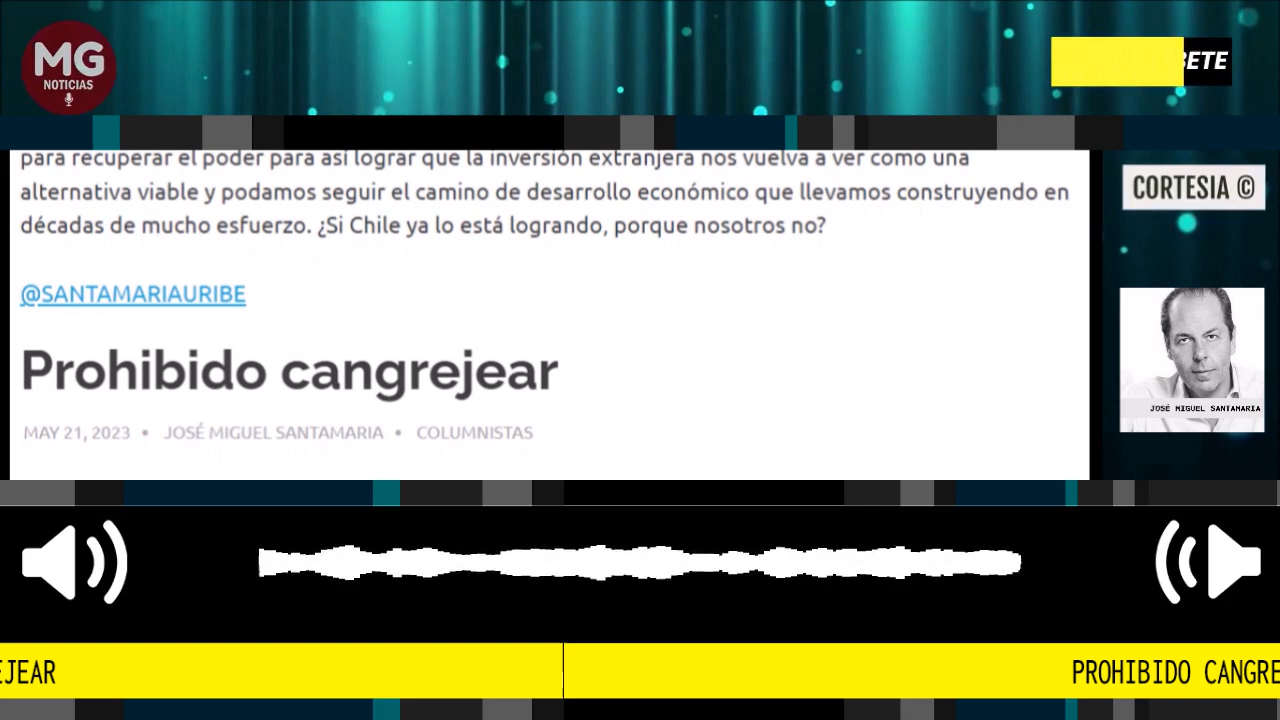 MG
NOTICIAS
BETE
para recuperar el poder para así lograr que la inversión extranjera nos vuelva a ver como una
alternativa viable y podamos seguir el camino de desarrollo económico que llevamos construyendo en
décadas de mucho esfuerzo. ¿Si Chile ya lo está logrando, porque nosotros no?
CORTESIA ©
@SANTAMARIAURIBE
Prohibido cangrejear
MAY 21, 2023 • JOSÉ MIGUEL SANTAMARIA • COLUMNISTAS
JOSÉ MIGUEL SANTAMARÍA
EJEAR
PROHIBIDO CANGRE